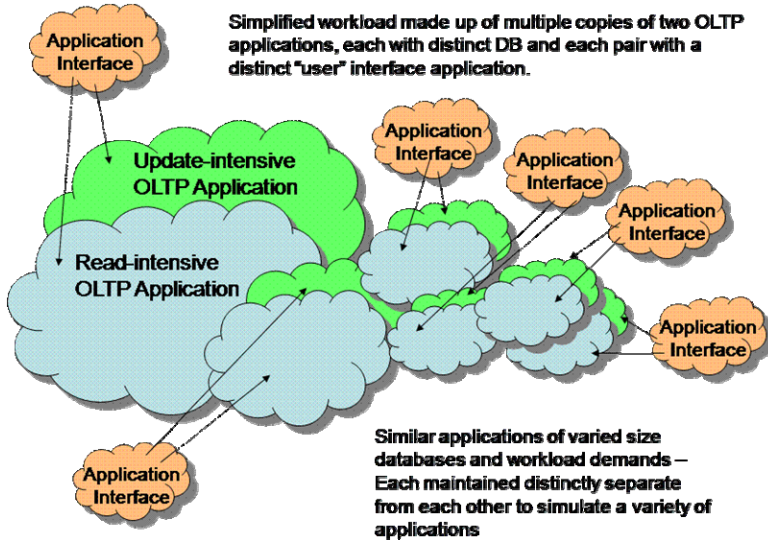 Simplified workload made up of multiple copies of two OLTP
applications, each with distinct DB and each pair with a
distinct "user" interface application.
Application
Interface
Update-intensive
OLTP Application
Read-intensive
OLTP Application
Application
Interface
Application
Interface
Application
Interface
Application
Interface
Application
Interface
Similar applications of varied size
databases and workload demands –
Each maintained distinctly separate
from each other to simulate a variety of
applications